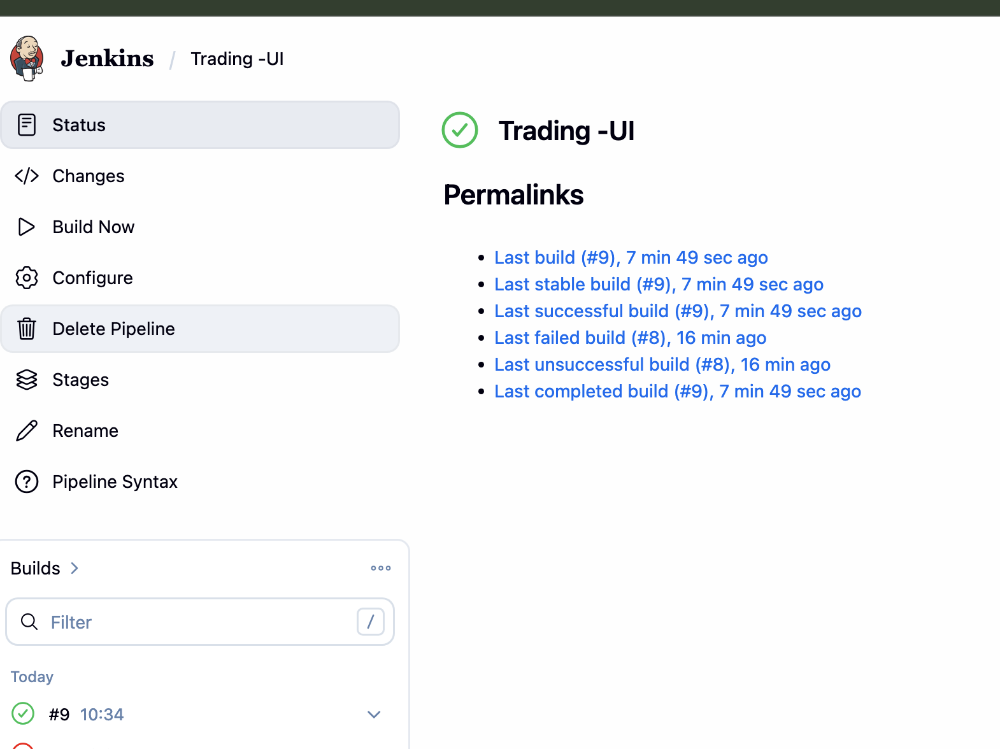 Jenkins / Trading -UI
Status
Changes
Build Now
Configure
Delete Pipeline
Stages
Rename
Pipeline Syntax
Trading -UI
Permalinks
Last build (#9), 7 min 49 sec ago
Last stable build (#9), 7 min 49 sec ago
Last successful build (#9), 7 min 49 sec ago
Last failed build (#8), 16 min ago
Last unsuccessful build (#8), 16 min ago
Last completed build (#9), 7 min 49 sec ago
Builds
Filter /
Today
#9 10:34